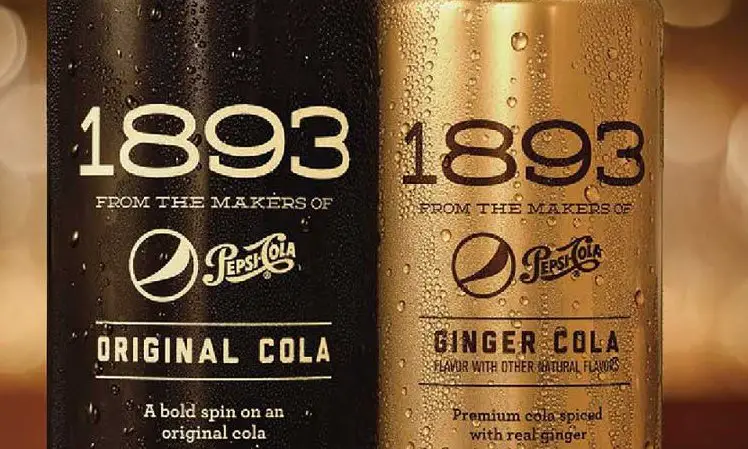 1893
FROM THE MAKERS OF
PEPSI-COLA
ORIGINAL COLA
A bold spin on an
original cola
1893
FROM THE MAKERS OF
PEPSI-COLA
GINGER COLA
FLAVOR WITH OTHER NATURAL FLAVORS
Premium cola spiced
with real ginger